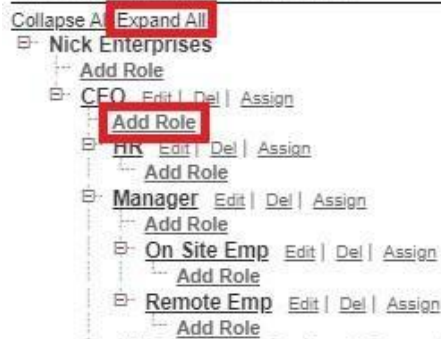 Collapse Al Expand All
Nick Enterprises
Add Role
CEO Edit | Del | Assign
Add Role
HR Edit | Del | Assign
Add Role
Manager Edit | Del | Assign
Add Role
On Site Emp Edit | Del | Assign
Add Role
Remote Emp Edit | Del | Assign
Add Role